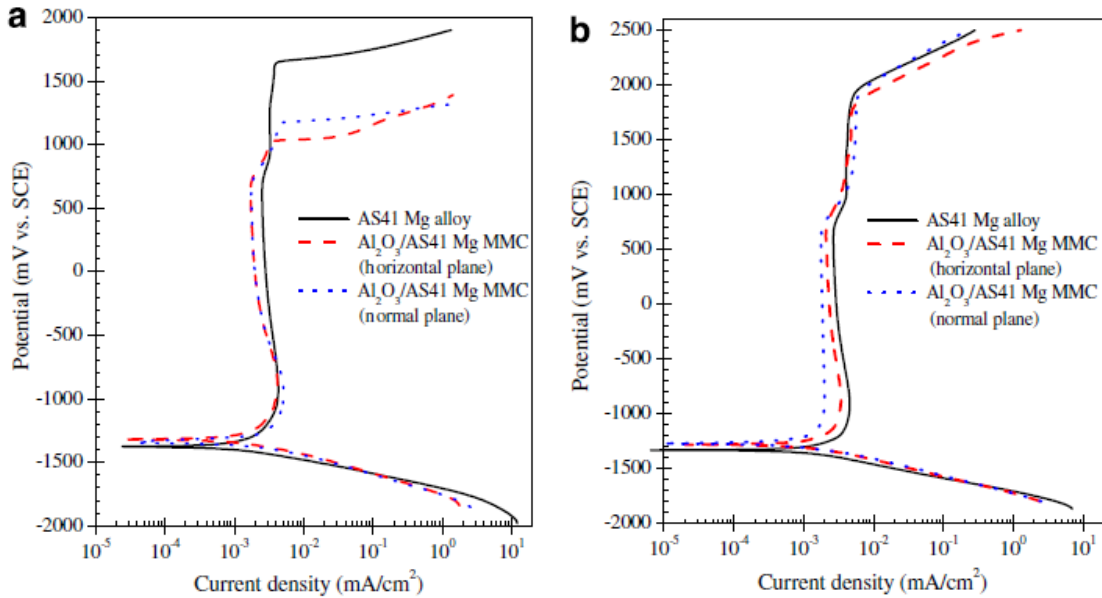 a
2000
1500
1000
500
0
-500
-1000
-1500
-2000
Potential (mV vs. SCE)
AS41 Mg alloy
Al₂O₃/AS41 Mg MMC
(horizontal plane)
Al₂O₃/AS41 Mg MMC
(normal plane)
10⁻⁵ 10⁻⁴ 10⁻³ 10⁻² 10⁻¹ 10⁰ 10¹
Current density (mA/cm²)
b
2500
2000
1500
1000
500
0
-500
-1000
-1500
-2000
Potential (mV vs. SCE)
AS41 Mg alloy
Al₂O₃/AS41 Mg MMC
(horizontal plane)
Al₂O₃/AS41 Mg MMC
(normal plane)
10⁻⁵ 10⁻⁴ 10⁻³ 10⁻² 10⁻¹ 10⁰ 10¹
Current density (mA/cm²)